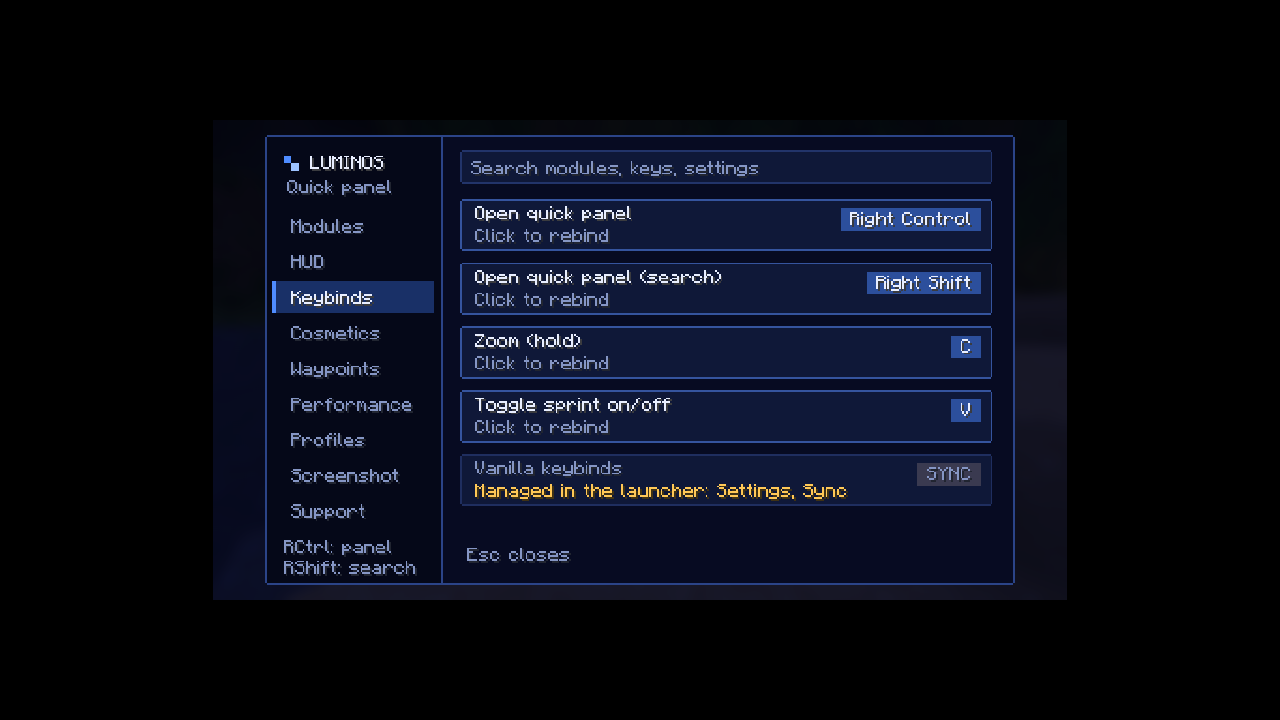 LUMINOS
Quick panel
Modules
HUD
Keybinds
Cosmetics
Waypoints
Performance
Profiles
Screenshot
Support
RCtrl: panel
RShift: search
Search modules, keys, settings
Open quick panel
Right Control
Click to rebind
Open quick panel (search)
Right Shift
Click to rebind
Zoom (hold)
C
Click to rebind
Toggle sprint on/off
V
Click to rebind
Vanilla keybinds
SYNC
Managed in the launcher: Settings, Sync
Esc closes